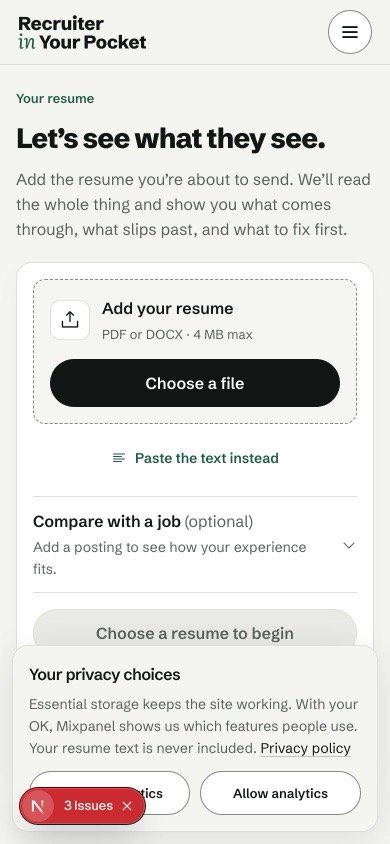 Recruiter
in Your Pocket
Your resume
Let’s see what they see.
Add the resume you’re about to send. We’ll read
the whole thing and show you what comes
through, what slips past, and what to fix first.
Add your resume
PDF or DOCX · 4 MB max
Choose a file
Paste the text instead
Compare with a job (optional)
Add a posting to see how your experience
fits.
Choose a resume to begin
Your privacy choices
Essential storage keeps the site working. With your
OK, Mixpanel shows us which features people use.
Your resume text is never included. Privacy policy
Allow analytics
N 3 Issues